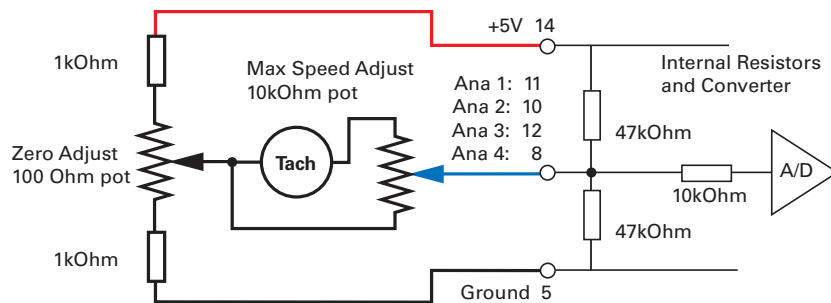 +5V 14
1kOhm
Max Speed Adjust
10kOhm pot
Internal Resistors
and Converter
Ana 1: 11
Ana 2: 10
Ana 3: 12
Ana 4: 8
47kOhm
Zero Adjust
100 Ohm pot
Tach
A/D
10kOhm
47kOhm
1kOhm
Ground 5